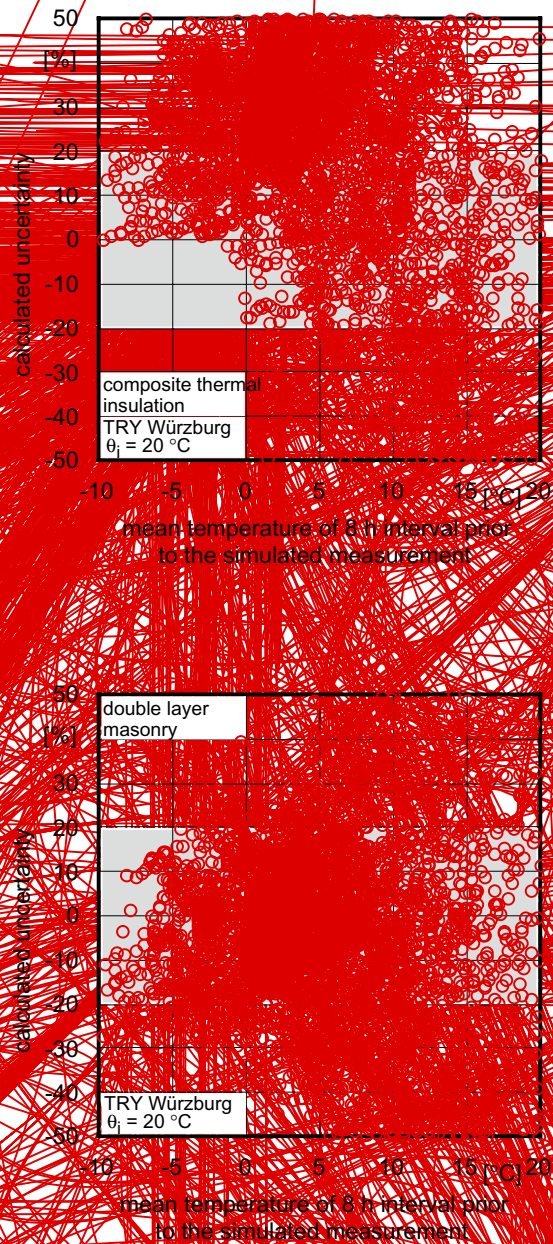 50
[%]
30
20
10
0
-10
-20
-30
-40
-50
calculated uncertainty
composite thermal
insulation
TRY Würzburg
θi = 20 °C
-10 -5 0 5 10 15 [°C] 20
mean temperature of 8 h interval prior
to the simulated measurement
50
[%]
30
20
10
0
-10
-20
-30
-40
-50
calculated uncertainty
double layer
masonry
TRY Würzburg
θi = 20 °C
-10 -5 0 5 10 15 [°C] 20
mean temperature of 8 h interval prior
to the simulated measurement